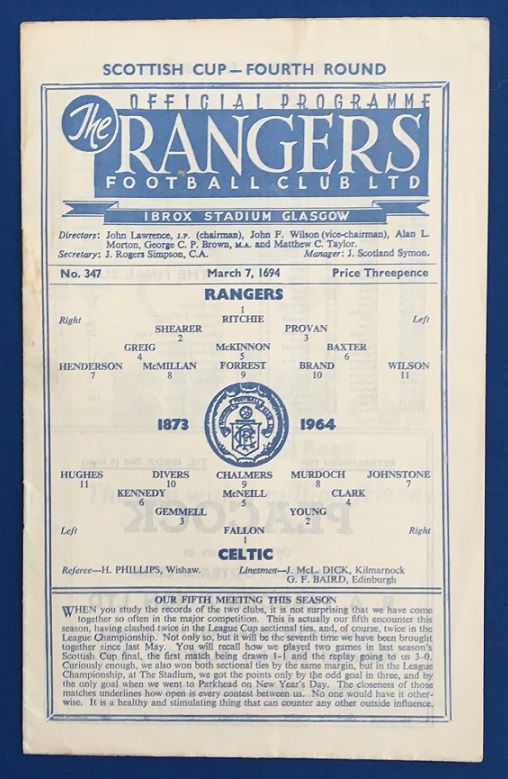 SCOTTISH CUP — FOURTH ROUND
OFFICIAL PROGRAMME
The RANGERS
FOOTBALL CLUB LTD
IBROX STADIUM GLASGOW
Directors: John Lawrence, J.P. (chairman), John F. Wilson (vice-chairman), Alan L.
Morton, George C. P. Brown, M.A. and Matthew C. Taylor.
Secretary: J. Rogers Simpson, C.A. Manager: J. Scotland Symon.
No. 347 March 7, 1694 Price Threepence
RANGERS
1
Right RITCHIE Left
SHEARER PROVAN
2 3
GREIG McKINNON BAXTER
4 5 6
HENDERSON McMILLAN FORREST BRAND WILSON
7 8 9 10 11
1873 1964
HUGHES DIVERS CHALMERS MURDOCH JOHNSTONE
11 10 9 8 7
KENNEDY McNEILL CLARK
6 5 4
GEMMELL YOUNG
3 2
Left FALLON Right
1
CELTIC
Referee—H. PHILLIPS, Wishaw. Linesmen—J. McL. DICK, Kilmarnock
G. F. BAIRD, Edinburgh
OUR FIFTH MEETING THIS SEASON
WHEN you study the records of the two clubs, it is not surprising that we have come
together so often in the major competition. This is actually our fifth encounter this
season, having clashed twice in the League Cup sectional ties, and, of course, twice in the
League Championship. Not only so, but it will be the seventh time we have been brought
together since last May. You will recall how we played two games in last season's
Scottish Cup final, the first match being drawn 1-1 and the replay going to us 3-0.
Curiously enough, we also won both sectional ties by the same margin, but in the League
Championship, at The Stadium, we got the points only by the odd goal in three, and by
the only goal when we went to Parkhead on New Year's Day. The closeness of those
matches underlines how open is every contest between us. No one would have it other-
wise. It is a healthy and stimulating thing that can counter any other outside influence.